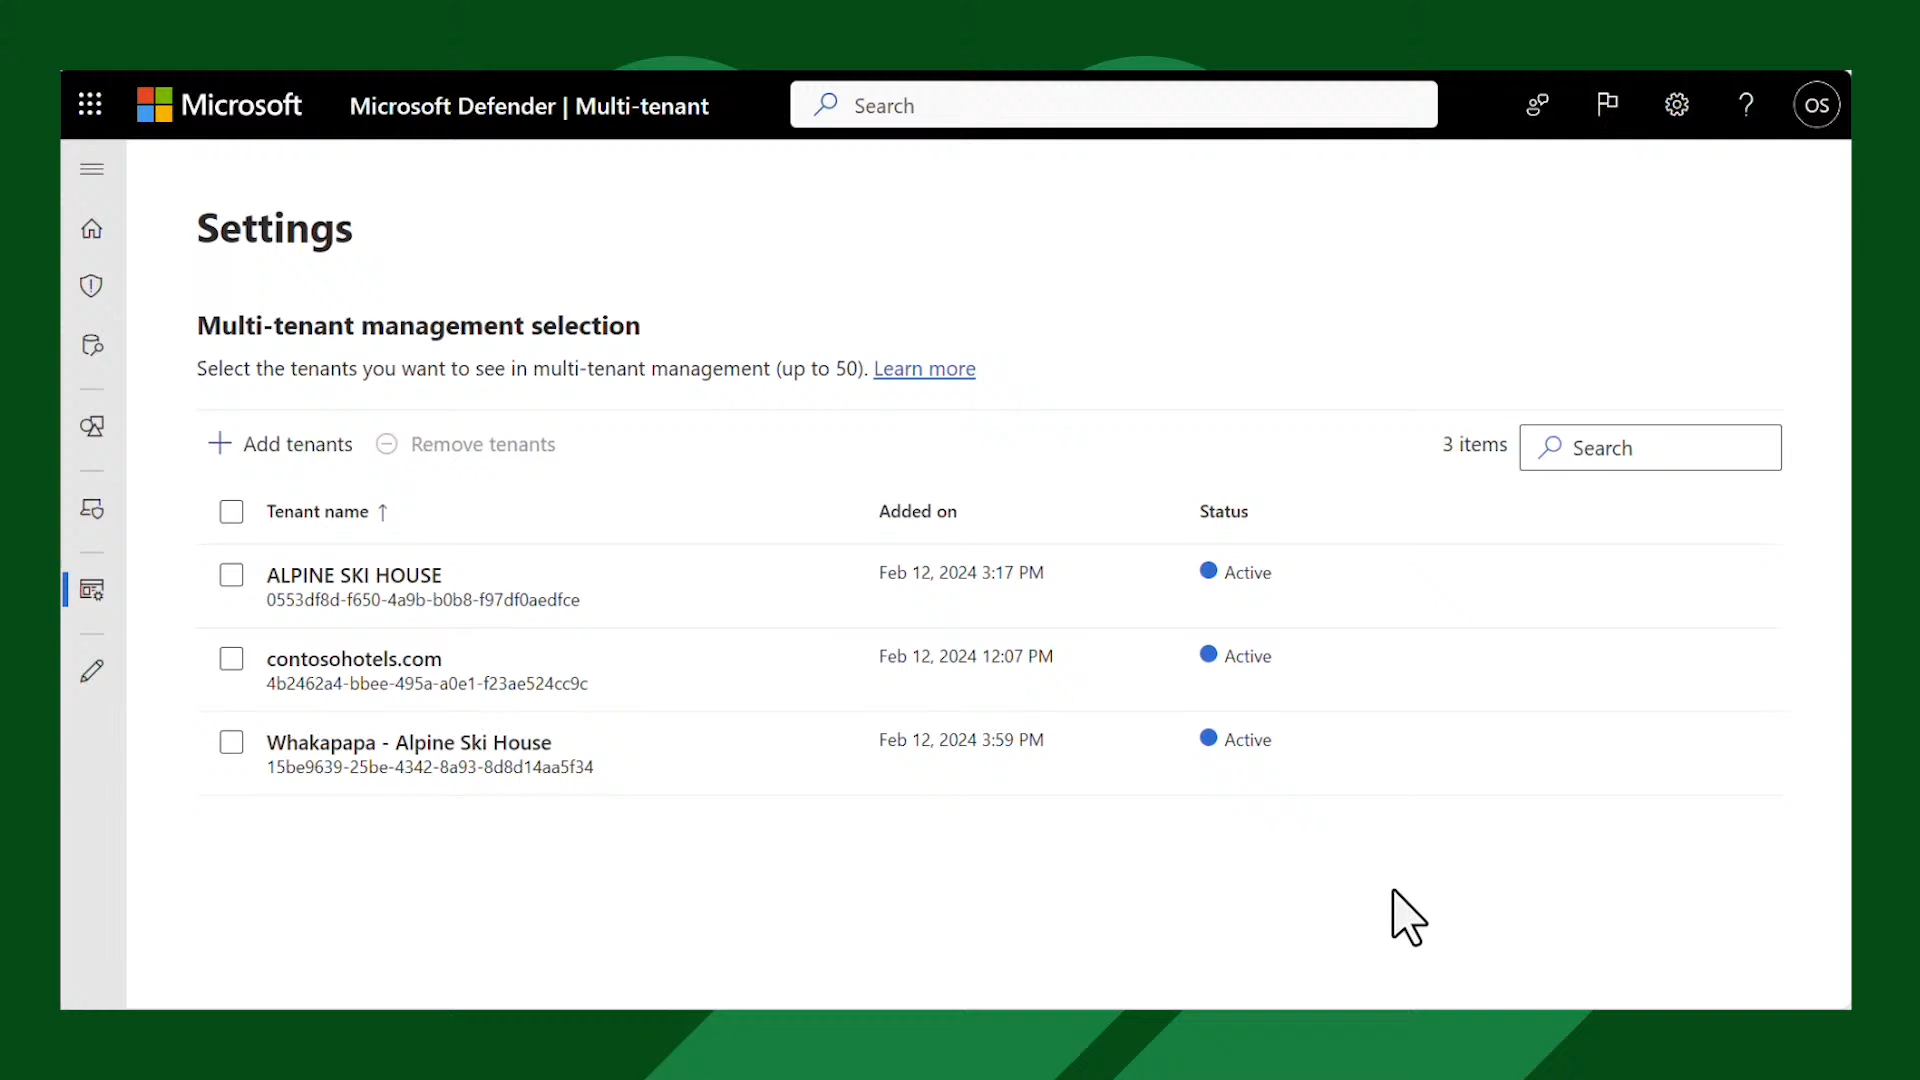 Microsoft
Microsoft Defender | Multi-tenant
Search
OS
Settings
Multi-tenant management selection
Select the tenants you want to see in multi-tenant management (up to 50). Learn more
Add tenants
Remove tenants
3 items
Search
Tenant name ↑
Added on
Status
ALPINE SKI HOUSE
0553df8d-f650-4a9b-b0b8-f97df0aedfce
Feb 12, 2024 3:17 PM
Active
contosohotels.com
4b2462a4-bbee-495a-a0e1-f23ae524cc9c
Feb 12, 2024 12:07 PM
Active
Whakapapa - Alpine Ski House
15be9639-25be-4342-8a93-8d8d14aa5f34
Feb 12, 2024 3:59 PM
Active